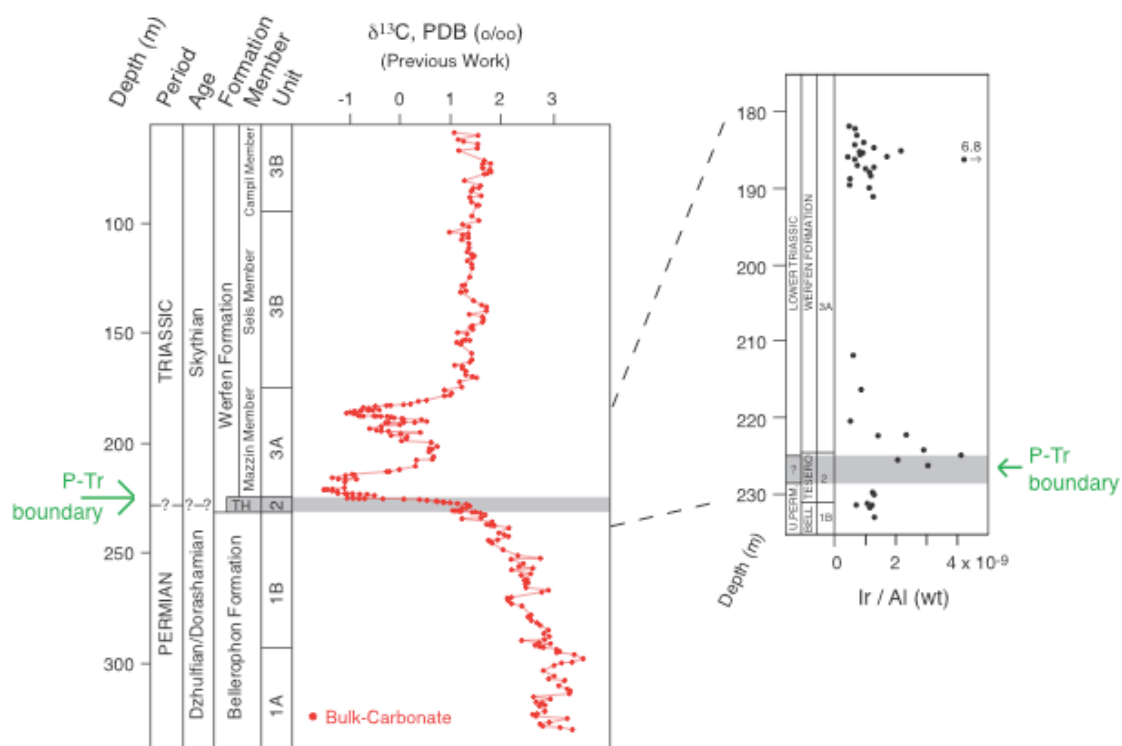 δ¹³C, PDB (o/oo)
(Previous Work)
Depth (m)
Period
Age
Formation
Member
Unit
-1 0 1 2 3
100
150
200
250
300
TRIASSIC
PERMIAN
-?-
Skythian
?-?
Dzhulfian/Dorashamian
Werfen Formation
Bellerophon Formation
Campil Member
Seis Member
Mazzin Member
TH
3B
3B
3A
2
1B
1A
Bulk-Carbonate
P-Tr
boundary
180
190
200
210
220
230
Depth (m)
LOWER TRIASSIC
?
U.PERM
WERFEN FORMATION
TESERO
BELL
3A
2
1B
6.8
0 2 4 x 10⁻⁹
Ir / Al (wt)
P-Tr
boundary